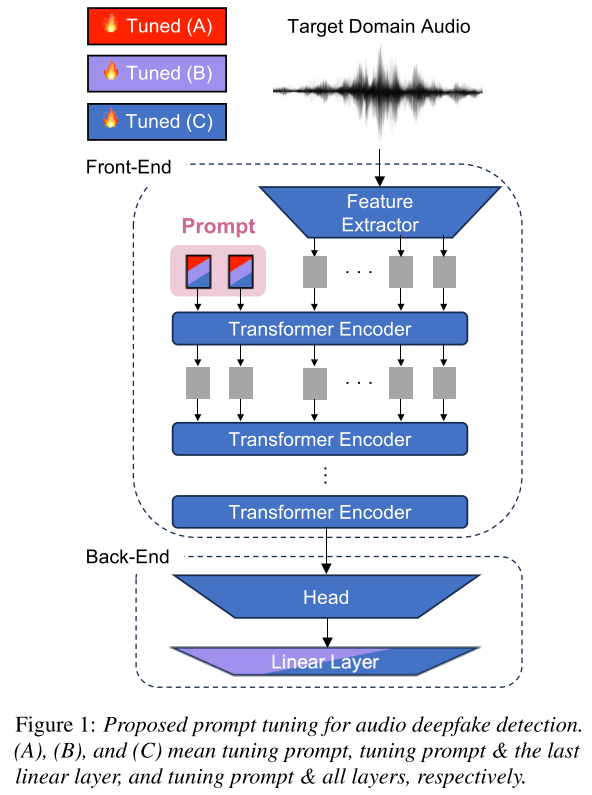 Tuned (A)
Tuned (B)
Tuned (C)
Target Domain Audio
Front-End
Feature
Extractor
Prompt
. . .
Transformer Encoder
. . .
Transformer Encoder
...
Transformer Encoder
Back-End
Head
Linear Layer
Figure 1: Proposed prompt tuning for audio deepfake detection.
(A), (B), and (C) mean tuning prompt, tuning prompt & the last
linear layer, and tuning prompt & all layers, respectively.